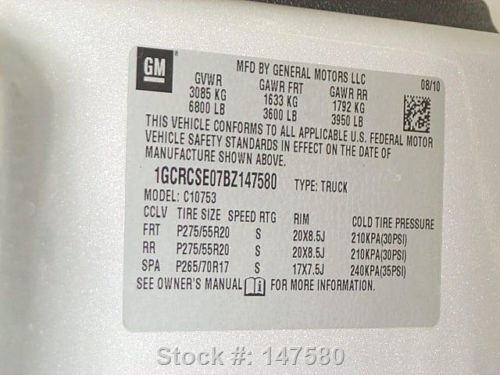 GM
MFD BY GENERAL MOTORS LLC
08/10
GVWR GAWR FRT GAWR RR
3085 KG 1633 KG 1792 KG
6800 LB 3600 LB 3950 LB
THIS VEHICLE CONFORMS TO ALL APPLICABLE U.S. FEDERAL MOTOR
VEHICLE SAFETY STANDARDS IN EFFECT ON THE DATE OF
MANUFACTURE SHOWN ABOVE.
1GCRCSE07BZ147580 TYPE: TRUCK
MODEL: C10753
CCLV TIRE SIZE SPEED RTG RIM COLD TIRE PRESSURE
FRT P275/55R20 S 20X8.5J 210KPA(30PSI)
RR P275/55R20 S 20X8.5J 210KPA(30PSI)
SPA P265/70R17 S 17X7.5J 240KPA(35PSI)
SEE OWNER'S MANUAL FOR MORE INFORMATION.
Stock #: 147580